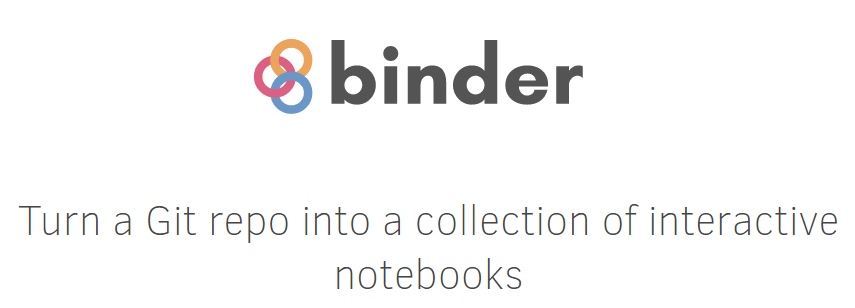 binder
Turn a Git repo into a collection of interactive
notebooks